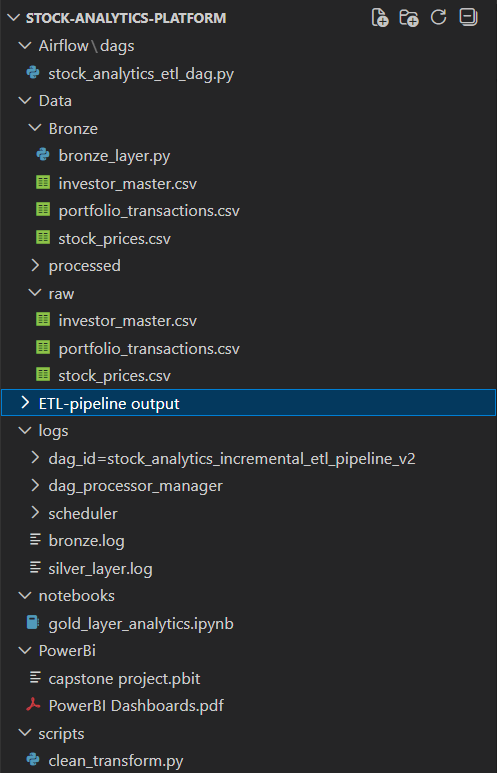 STOCK-ANALYTICS-PLATFORM
Airflow\dags
stock_analytics_etl_dag.py
Data
Bronze
bronze_layer.py
investor_master.csv
portfolio_transactions.csv
stock_prices.csv
processed
raw
investor_master.csv
portfolio_transactions.csv
stock_prices.csv
ETL-pipeline output
logs
dag_id=stock_analytics_incremental_etl_pipeline_v2
dag_processor_manager
scheduler
bronze.log
silver_layer.log
notebooks
gold_layer_analytics.ipynb
PowerBi
capstone project.pbit
PowerBI Dashboards.pdf
scripts
clean_transform.py